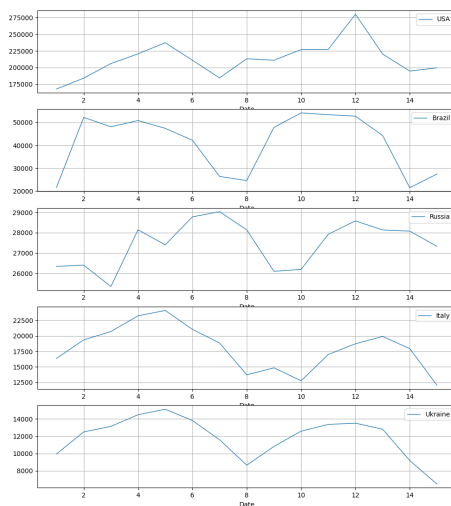 275000
250000
225000
200000
175000
USA
2 4 6 8 10 12 14
Date
50000
40000
30000
20000
Brazil
2 4 6 8 10 12 14
Date
29000
28000
27000
26000
Russia
2 4 6 8 10 12 14
Date
22500
20000
17500
15000
12500
Italy
2 4 6 8 10 12 14
Date
14000
12000
10000
8000
Ukraine
2 4 6 8 10 12 14
Date